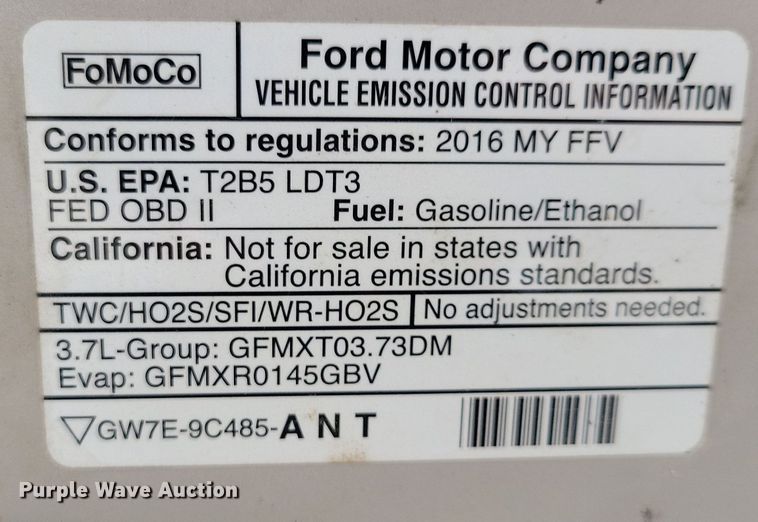 FoMoCo
Ford Motor Company
VEHICLE EMISSION CONTROL INFORMATION
Conforms to regulations: 2016 MY FFV
U.S. EPA: T2B5 LDT3
FED OBD II Fuel: Gasoline/Ethanol
California: Not for sale in states with
California emissions standards.
TWC/HO2S/SFI/WR-HO2S No adjustments needed.
3.7L-Group: GFMXT03.73DM
Evap: GFMXR0145GBV
▽GW7E-9C485-A N T
Purple Wave Auction